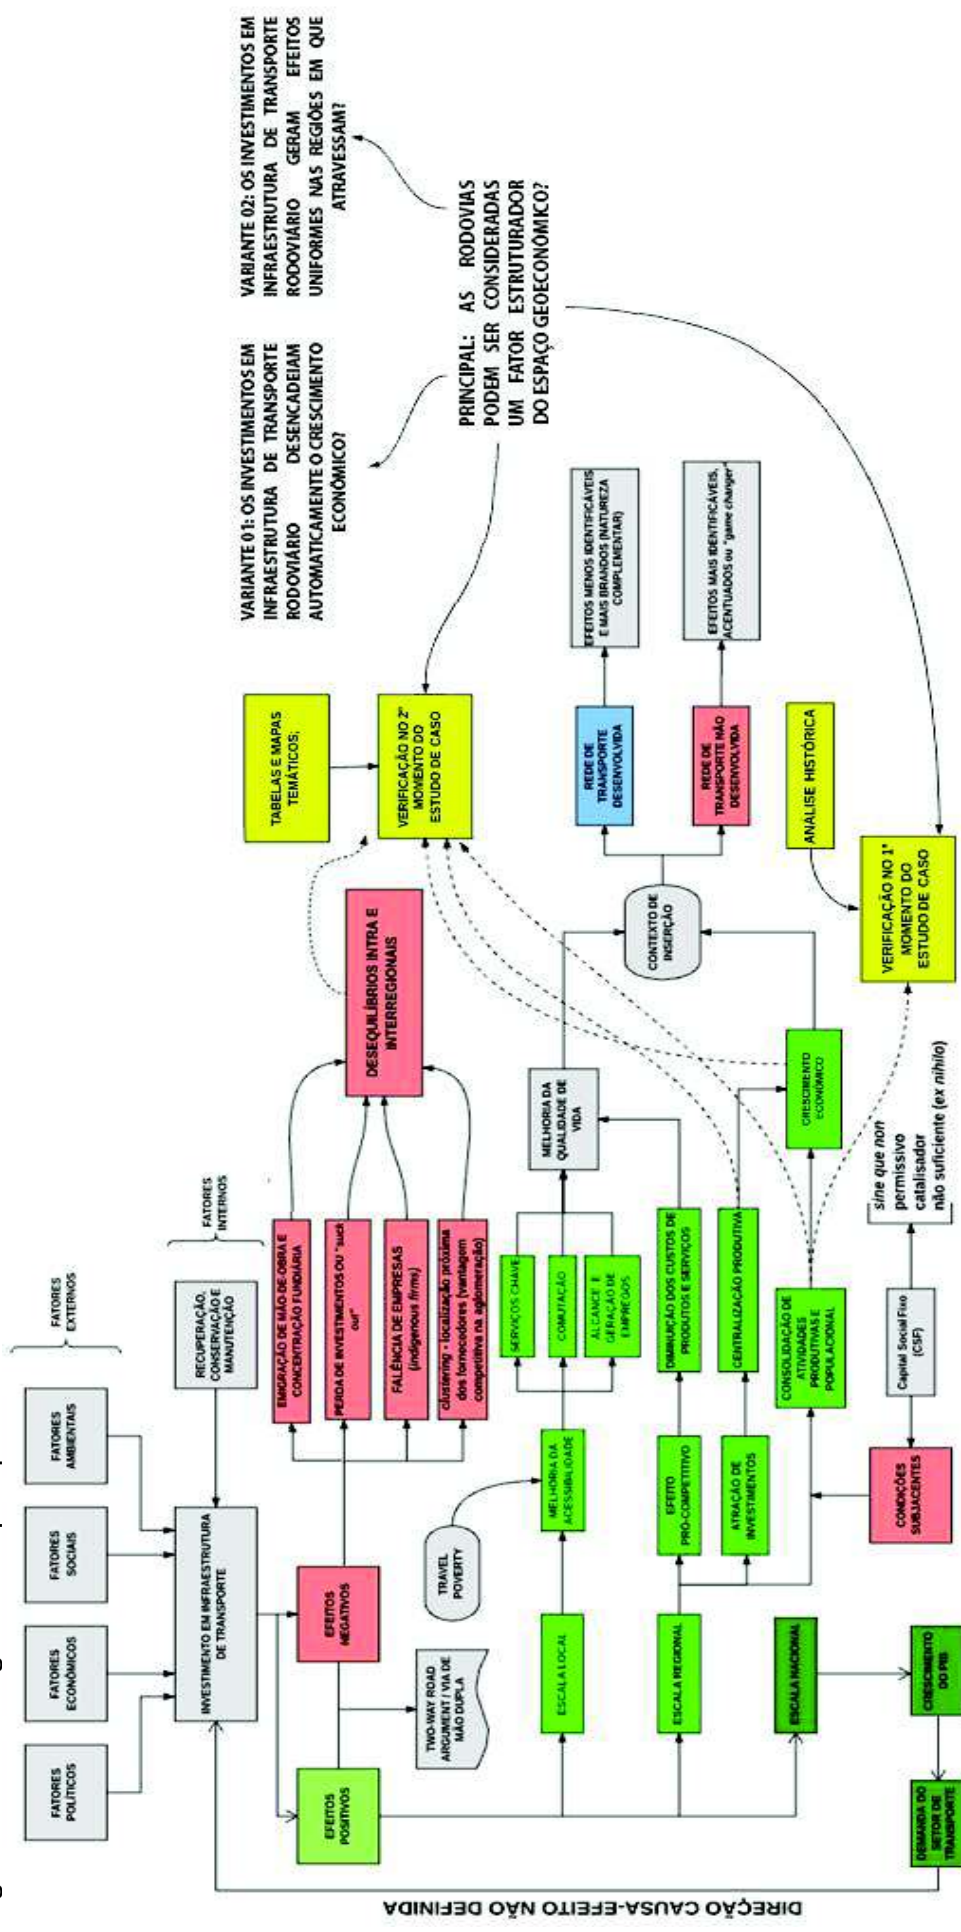 FATORES
EXTERNOS
FATORES
POLÍTICOS
FATORES
ECONÔMICOS
FATORES
SOCIAIS
FATORES
AMBIENTAIS
FATORES
INTERNOS
INVESTIMENTO EM INFRAESTRUTURA
DE TRANSPORTE
RECUPERAÇÃO,
CONSERVAÇÃO E
MANUTENÇÃO
EFEITOS
POSITIVOS
EFEITOS
NEGATIVOS
TWO-WAY ROAD
ARGUMENT / VIA DE
MÃO DUPLA
EMIGRAÇÃO DE MÃO-DE-OBRA E
CONCENTRAÇÃO FUNDIÁRIA
PERDA DE INVESTIMENTOS OU "suck
out"
FALÊNCIA DE EMPRESAS
(indigenous firms)
clustering - localização próxima
dos fornecedores (vantagem
competitiva na aglomeração)
DESEQUILÍBRIOS INTRA E
INTERREGIONAIS
TABELAS E MAPAS
TEMÁTICOS;
VERIFICAÇÃO NO 2°
MOMENTO DO
ESTUDO DE CASO
VARIANTE 01: OS INVESTIMENTOS EM
INFRAESTRUTURA DE TRANSPORTE
RODOVIÁRIO DESENCADEIAM
AUTOMATICAMENTE O CRESCIMENTO
ECONÔMICO?
VARIANTE 02: OS INVESTIMENTOS EM
INFRAESTRUTURA DE TRANSPORTE
RODOVIÁRIO GERAM EFEITOS
UNIFORMES NAS REGIÕES EM QUE
ATRAVESSAM?
PRINCIPAL: AS RODOVIAS
PODEM SER CONSIDERADAS
UM FATOR ESTRUTURADOR
DO ESPAÇO GEOECONÔMICO?
TRAVEL
POVERTY
ESCALA LOCAL
MELHORIA DA
ACESSIBILIDADE
SERVIÇOS CHAVE
COMUTAÇÃO
ALCANCE E
GERAÇÃO DE
EMPREGOS
MELHORIA DA
QUALIDADE DE
VIDA
ESCALA REGIONAL
EFEITO
PRO-COMPETITIVO
DIMINUIÇÃO DOS CUSTOS DE
PRODUTOS E SERVIÇOS
ATRAÇÃO DE
INVESTIMENTOS
CENTRALIZAÇÃO PRODUTIVA
CONSOLIDAÇÃO DE
ATIVIDADES
PRODUTIVAS E
POPULACIONAL
CRESCIMENTO
ECONÔMICO
CONTEXTO DE
INSERÇÃO
REDE DE
TRANSPORTE
DESENVOLVIDA
EFEITOS MENOS IDENTIFICÁVEIS
E MAIS BRANDOS (NATUREZA
COMPLEMENTAR)
REDE DE
TRANSPORTE NÃO
DESENVOLVIDA
EFEITOS MAIS IDENTIFICÁVEIS,
ACENTUADOS ou "game changer"
ESCALA NACIONAL
CRESCIMENTO
DO PIB
DEMANDA DO
SETOR DE
TRANSPORTE
CONDIÇÕES
SUBJACENTES
Capital Social Fixo
(CSF)
sine que non
permissivo
catalisador
não suficiente (ex nihilo)
ANÁLISE HISTÓRICA
VERIFICAÇÃO NO 1°
MOMENTO DO
ESTUDO DE CASO
DIREÇÃO CAUSA-EFEITO NÃO DEFINIDA